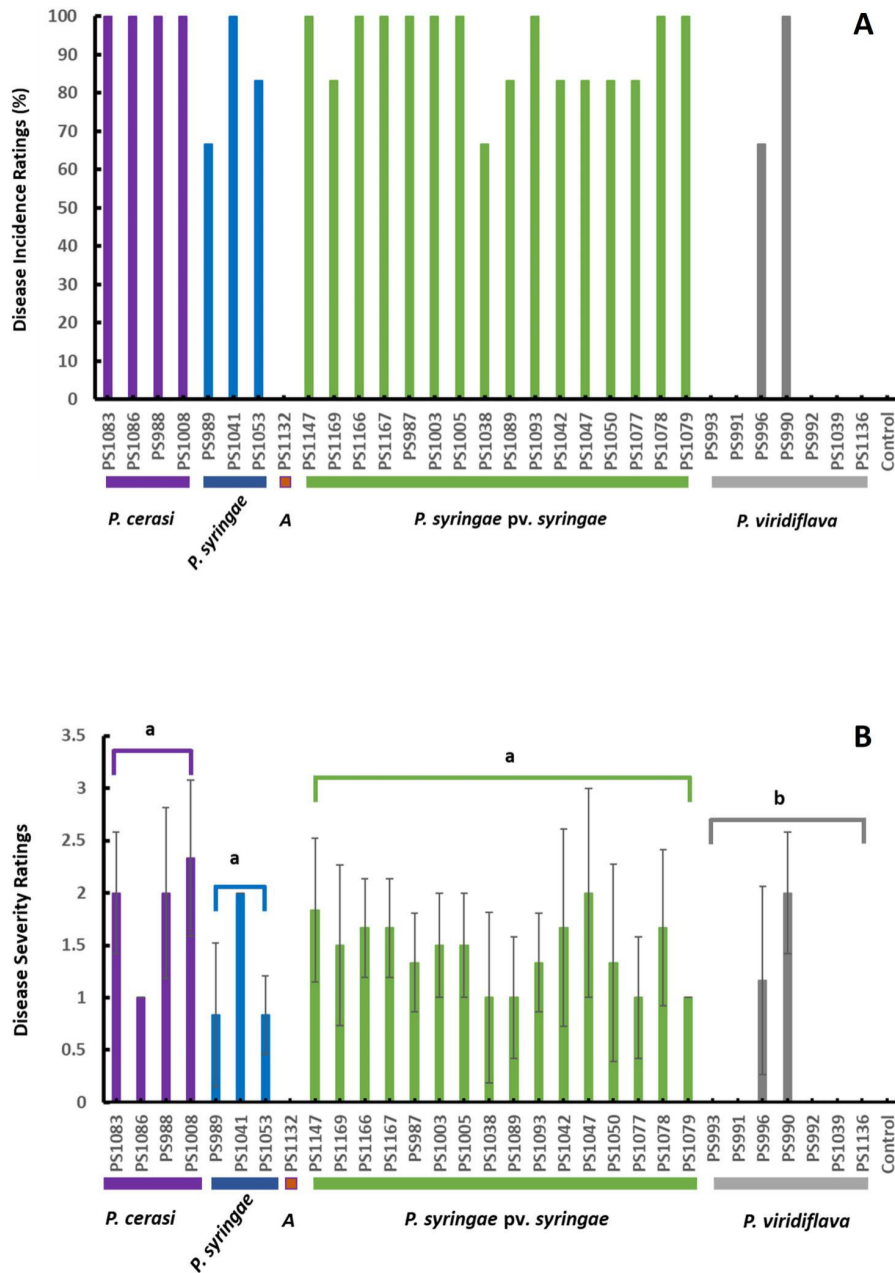 A
Disease Incidence Ratings (%)
100
90
80
70
60
50
40
30
20
10
0
PS1083
PS1086
PS988
PS1008
PS989
PS1041
PS1053
PS1132
PS1147
PS1169
PS1166
PS1167
PS987
PS1003
PS1005
PS1038
PS1089
PS1093
PS1042
PS1047
PS1050
PS1077
PS1078
PS1079
PS993
PS991
PS996
PS990
PS992
PS1039
PS1136
Control
P. cerasi
P. syringae
A
P. syringae pv. syringae
P. viridiflava
B
Disease Severity Ratings
3.5
3
2.5
2
1.5
1
0.5
0
a
a
a
b
PS1083
PS1086
PS988
PS1008
PS989
PS1041
PS1053
PS1132
PS1147
PS1169
PS1166
PS1167
PS987
PS1003
PS1005
PS1038
PS1089
PS1093
PS1042
PS1047
PS1050
PS1077
PS1078
PS1079
PS993
PS991
PS996
PS990
PS992
PS1039
PS1136
Control
P. cerasi
P. syringae
A
P. syringae pv. syringae
P. viridiflava